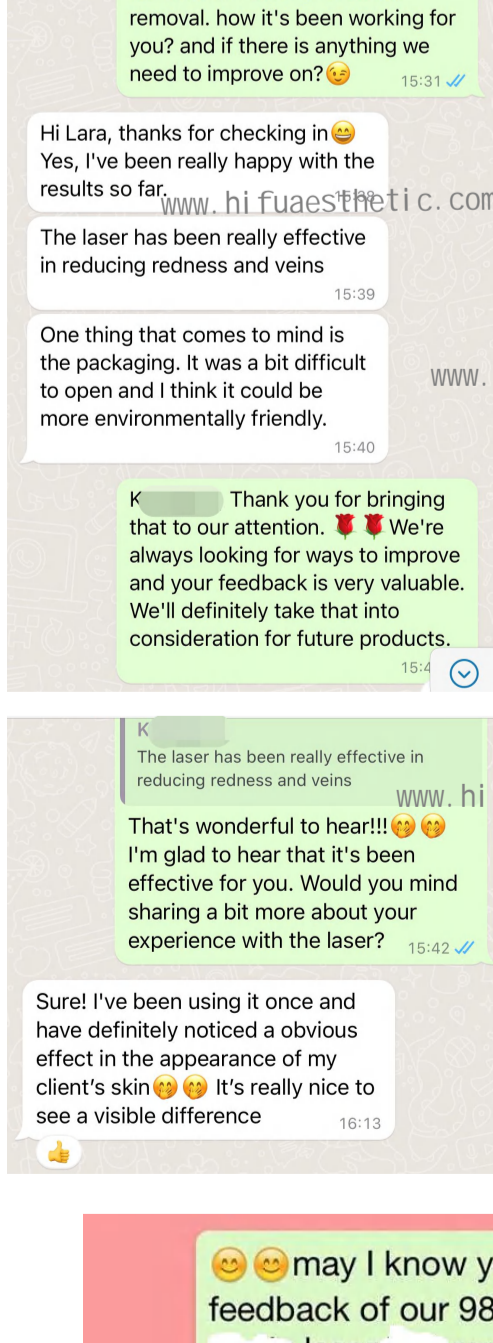 removal. how it's been working for
you? and if there is anything we
need to improve on?😉
15:31
Hi Lara, thanks for checking in😄
Yes, I've been really happy with the
results so far.
www.hifuaesthetic.com
The laser has been really effective
in reducing redness and veins
15:39
One thing that comes to mind is
the packaging. It was a bit difficult
to open and I think it could be
more environmentally friendly.
www.
15:40
K Thank you for bringing
that to our attention. 🌹🌹We're
always looking for ways to improve
and your feedback is very valuable.
We'll definitely take that into
consideration for future products.
15:4
K
The laser has been really effective in
reducing redness and veins
www.hi
That's wonderful to hear!!!🤭🤭
I'm glad to hear that it's been
effective for you. Would you mind
sharing a bit more about your
experience with the laser?
15:42
Sure! I've been using it once and
have definitely noticed a obvious
effect in the appearance of my
client's skin🤭🤭 It's really nice to
see a visible difference
16:13
😊😊may I know y
feedback of our 98